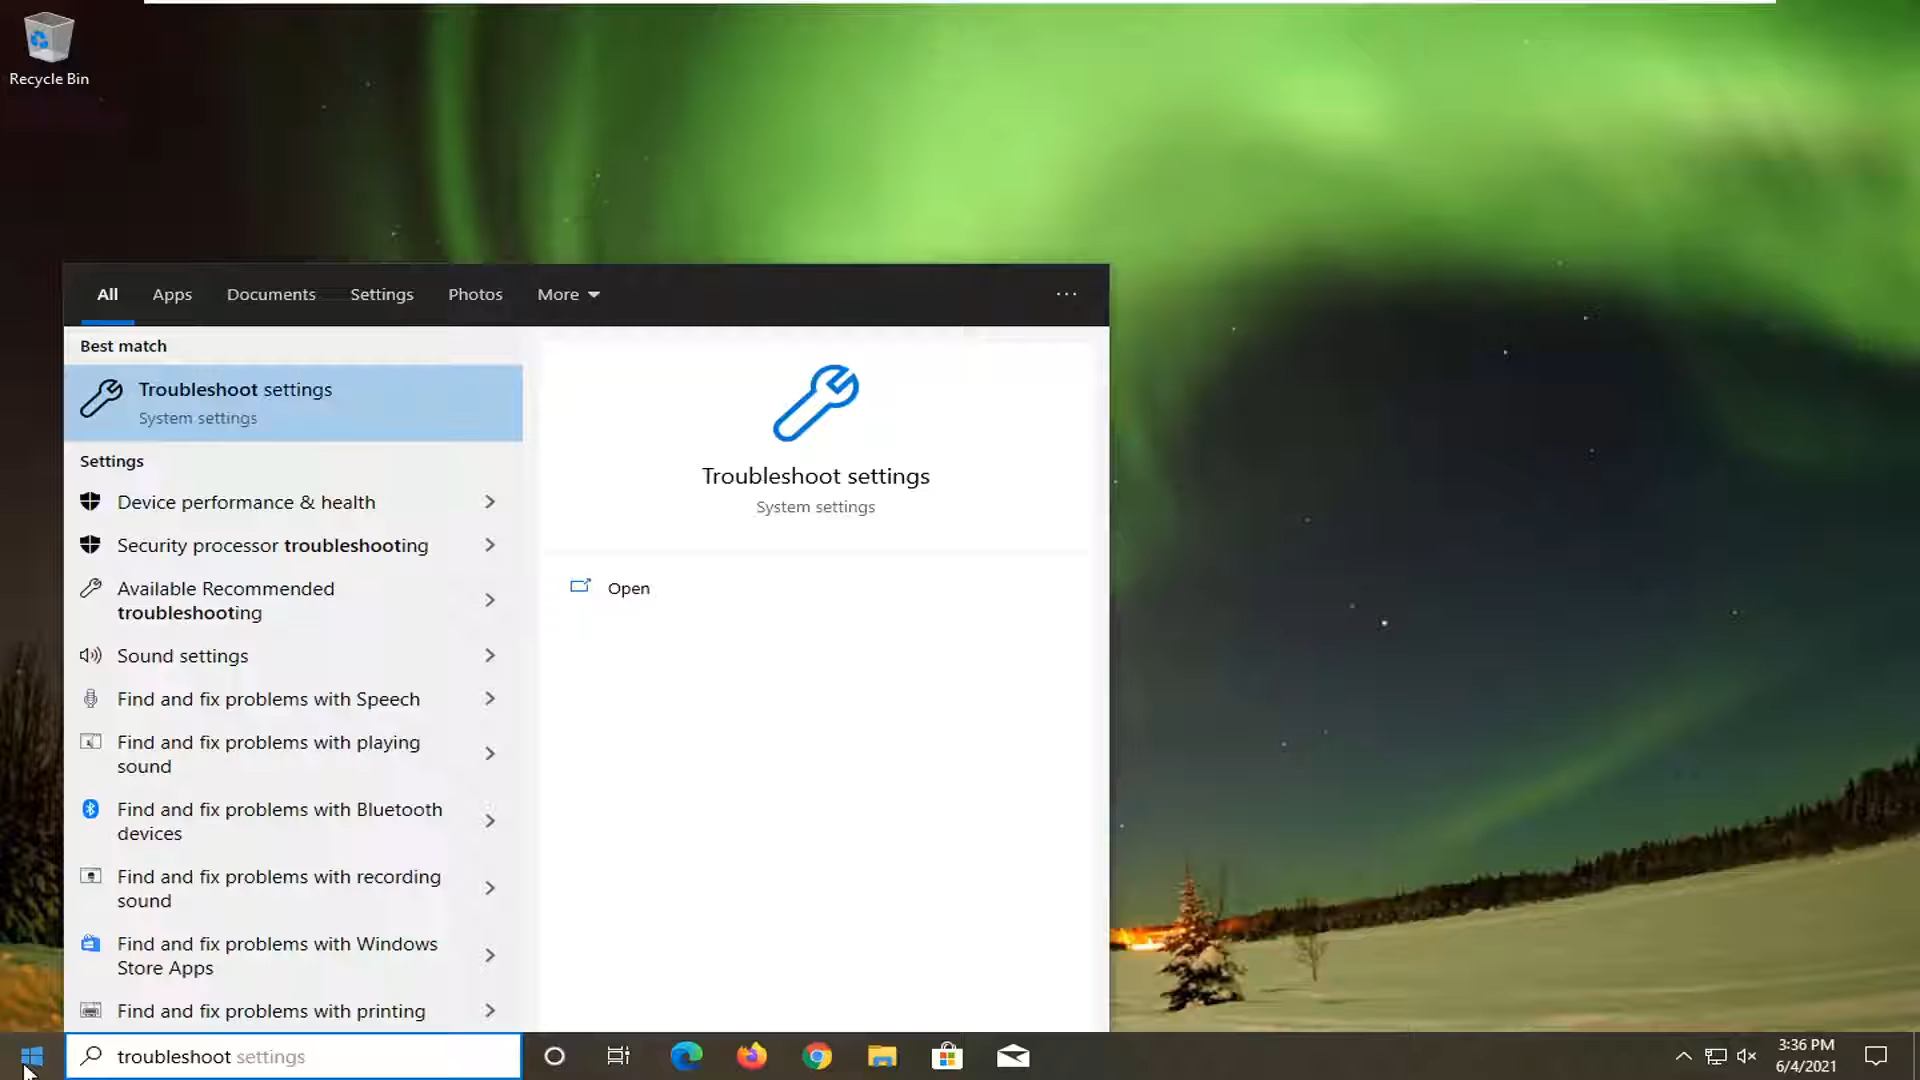 Recycle Bin
All Apps Documents Settings Photos More ...
Best match
Troubleshoot settings
System settings
Settings
Device performance & health
Security processor troubleshooting
Available Recommended
troubleshooting
Sound settings
Find and fix problems with Speech
Find and fix problems with playing
sound
Find and fix problems with Bluetooth
devices
Find and fix problems with recording
sound
Find and fix problems with Windows
Store Apps
Find and fix problems with printing
Troubleshoot settings
System settings
Open
troubleshoot settings
3:36 PM
6/4/2021